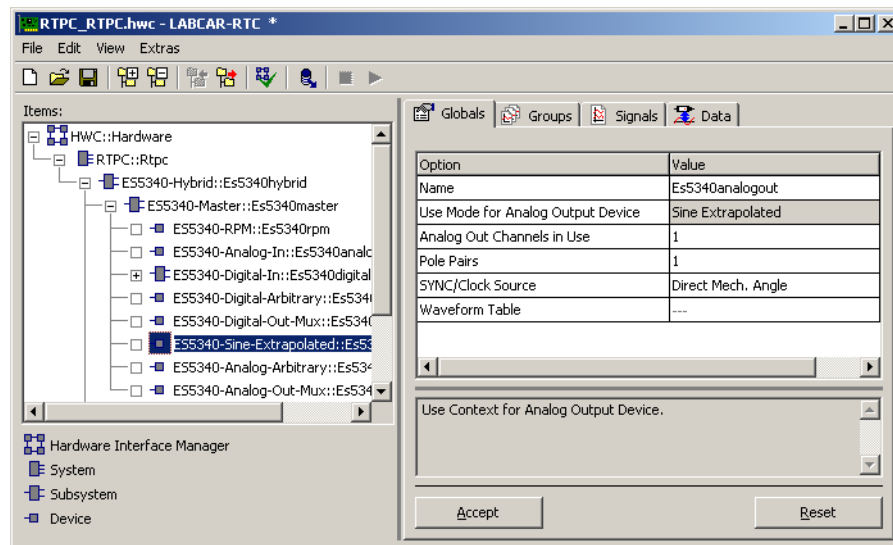 RTPC_RTPC.hwc - LABCAR-RTC *
File Edit View Extras
Items:
HWC::Hardware
RTPC::Rtpc
ES5340-Hybrid::Es5340hybrid
ES5340-Master::Es5340master
ES5340-RPM::Es5340rpm
ES5340-Analog-In::Es5340analo
ES5340-Digital-In::Es5340digital
ES5340-Digital-Arbitrary::Es534
ES5340-Digital-Out-Mux::Es534
ES5340-Sine-Extrapolated::Es53
ES5340-Analog-Arbitrary::Es534
ES5340-Analog-Out-Mux::Es534
Hardware Interface Manager
System
Subsystem
Device
Globals Groups Signals Data
Option Value
Name Es5340analogout
Use Mode for Analog Output Device Sine Extrapolated
Analog Out Channels in Use 1
Pole Pairs 1
SYNC/Clock Source Direct Mech. Angle
Waveform Table ---
Use Context for Analog Output Device.
Accept Reset